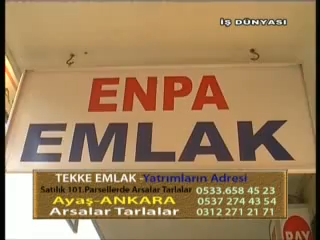 İŞ DÜNYASI
ENPA
EMLAK
TEKKE EMLAK -Yatrımların Adresi
Satılık 101.Parsellerde Arsalar Tarlalar 0533.658 45 23
Ayaş-ANKARA 0537 274 43 54
Arsalar Tarlalar 0312 271 21 71